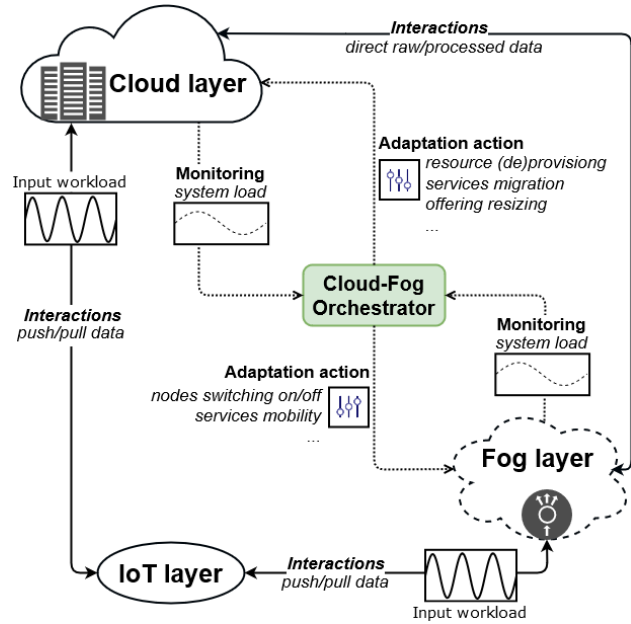 Interactions
direct raw/processed data
Cloud layer
Adaptation action
resource (de)provisiong
services migration
offering resizing
...
Monitoring
system load
Input workload
Cloud-Fog
Orchestrator
Interactions
push/pull data
Monitoring
system load
Adaptation action
nodes switching on/off
services mobility
...
Fog layer
IoT layer
Interactions
push/pull data
Input workload